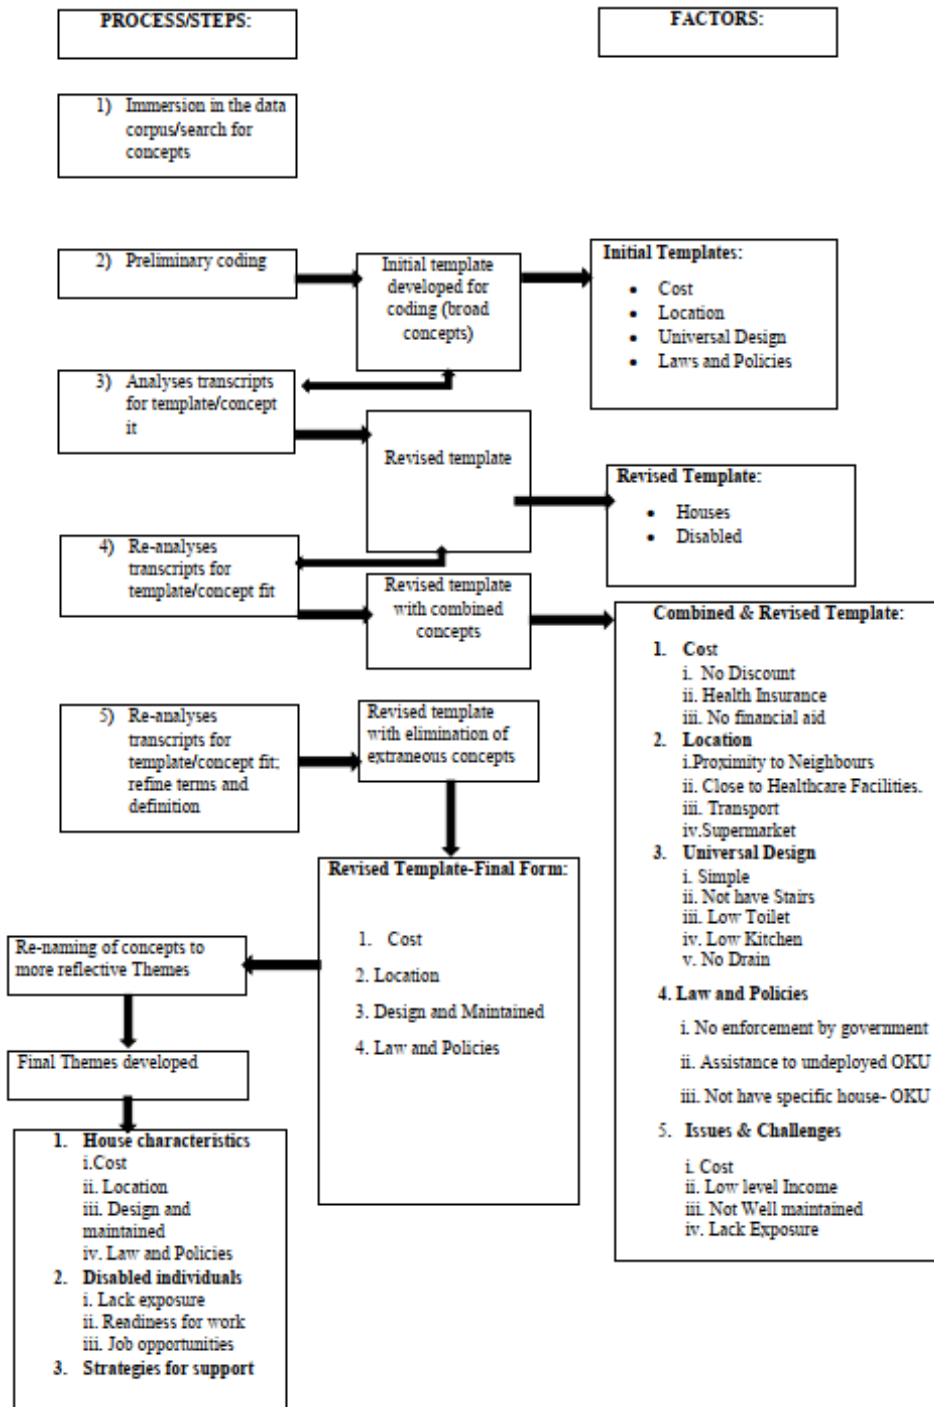 PROCESS/STEPS:
FACTORS:
1) Immersion in the data
corpus/search for
concepts
2) Preliminary coding
Initial template
developed for
coding (broad
concepts)
Initial Templates:
• Cost
• Location
• Universal Design
• Laws and Policies
3) Analyses transcripts
for template/concept
it
Revised template
Revised Template:
• Houses
• Disabled
4) Re-analyses
transcripts for
template/concept fit
Revised template
with combined
concepts
Combined & Revised Template:
1. Cost
i. No Discount
ii. Health Insurance
iii. No financial aid
2. Location
i.Proximity to Neighbours
ii. Close to Healthcare Facilities.
iii. Transport
iv.Supermarket
3. Universal Design
i. Simple
ii. Not have Stairs
iii. Low Toilet
iv. Low Kitchen
v. No Drain
4. Law and Policies
i. No enforcement by government
ii. Assistance to undeployed OKU
iii. Not have specific house- OKU
5. Issues & Challenges
i. Cost
ii. Low level Income
iii. Not Well maintained
iv. Lack Exposure
5) Re-analyses
transcripts for
template/concept fit;
refine terms and
definition
Revised template
with elimination of
extraneous concepts
Revised Template-Final Form:
1. Cost
2. Location
3. Design and Maintained
4. Law and Policies
Re-naming of concepts to
more reflective Themes
Final Themes developed
1. House characteristics
i.Cost
ii. Location
iii. Design and
maintained
iv. Law and Policies
2. Disabled individuals
i. Lack exposure
ii. Readiness for work
iii. Job opportunities
3. Strategies for support